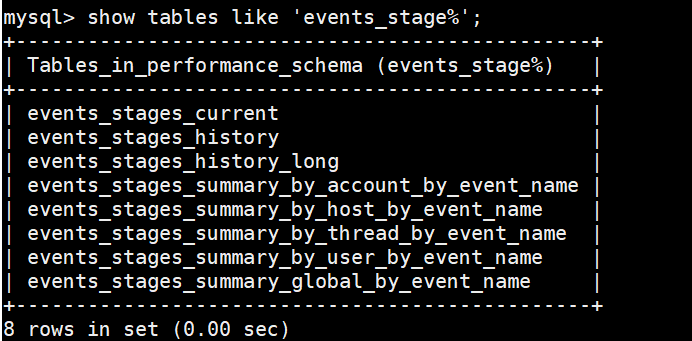 mysql> show tables like 'events_stage%';
+------------------------------------------------+
| Tables_in_performance_schema (events_stage%)   |
+------------------------------------------------+
| events_stages_current                          |
| events_stages_history                          |
| events_stages_history_long                     |
| events_stages_summary_by_account_by_event_name |
| events_stages_summary_by_host_by_event_name    |
| events_stages_summary_by_thread_by_event_name  |
| events_stages_summary_by_user_by_event_name    |
| events_stages_summary_global_by_event_name     |
+------------------------------------------------+
8 rows in set (0.00 sec)